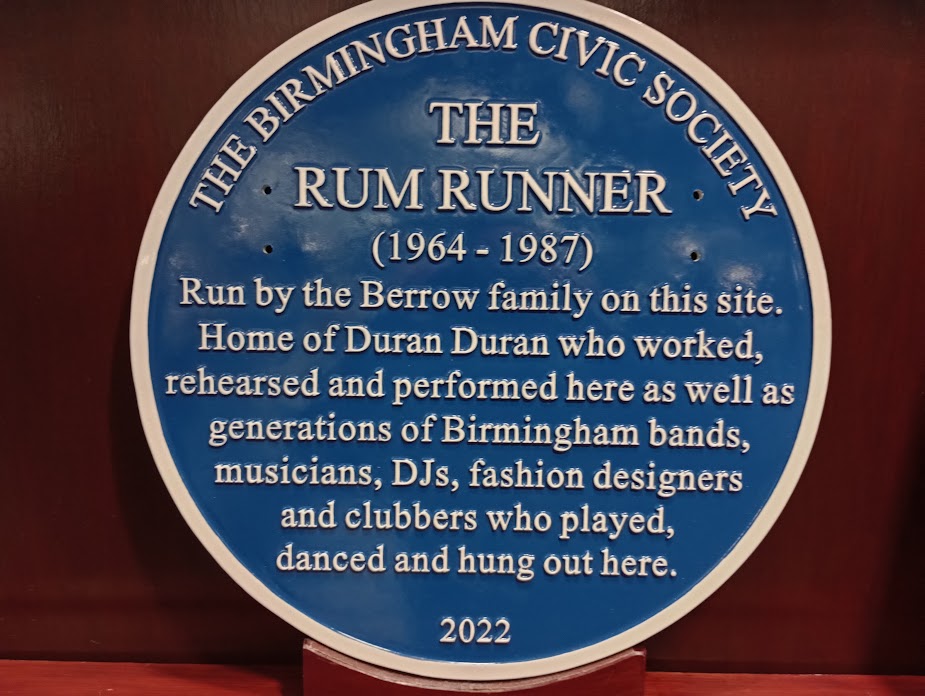 THE BIRMINGHAM CIVIC SOCIETY
THE
RUM RUNNER
(1964 - 1987)
Run by the Berrow family on this site.
Home of Duran Duran who worked,
rehearsed and performed here as well as
generations of Birmingham bands,
musicians, DJs, fashion designers
and clubbers who played,
danced and hung out here.
2022